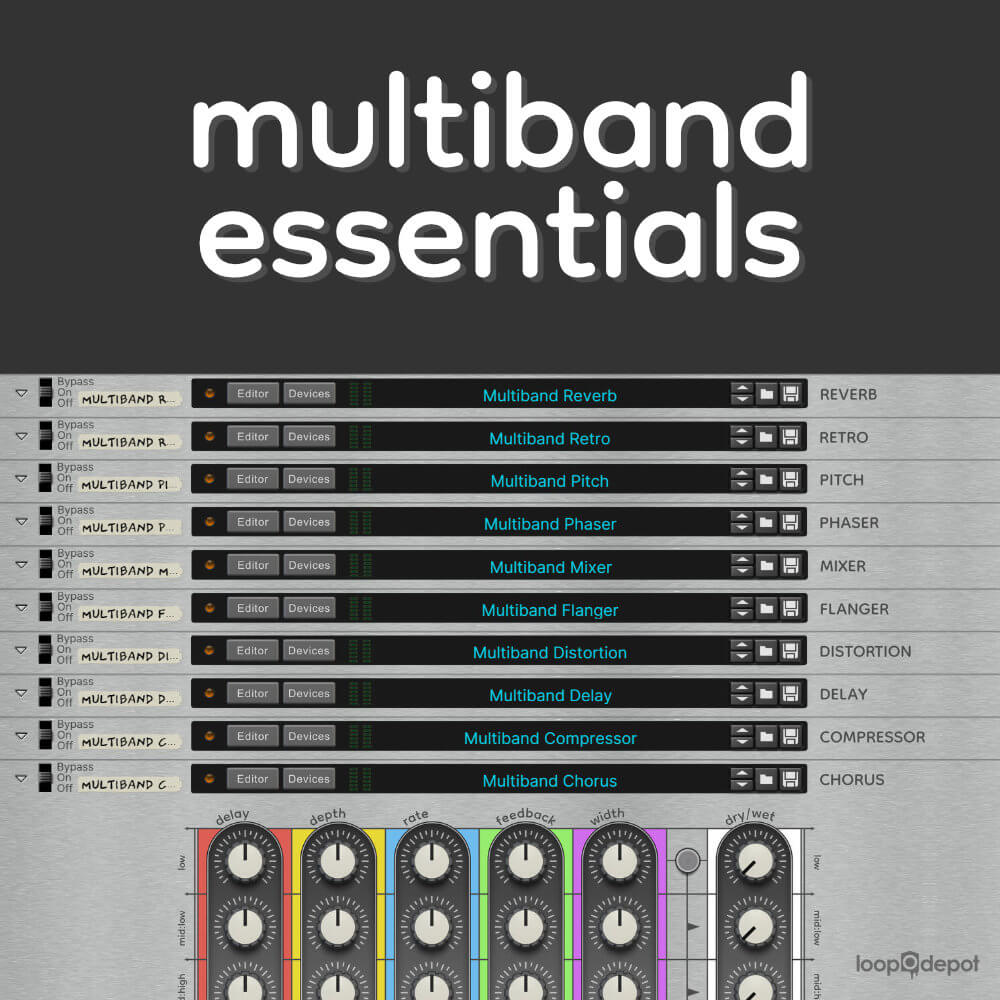 multiband
essentials
Bypass
On
Off
MULTIBAND R...
Editor
Devices
Multiband Reverb
REVERB
Bypass
On
Off
MULTIBAND R...
Editor
Devices
Multiband Retro
RETRO
Bypass
On
Off
MULTIBAND PI
Editor
Devices
Multiband Pitch
PITCH
Bypass
On
Off
MULTIBAND P...
Editor
Devices
Multiband Phaser
PHASER
Bypass
On
Off
MULTIBAND M...
Editor
Devices
Multiband Mixer
MIXER
Bypass
On
Off
MULTIBAND F...
Editor
Devices
Multiband Flanger
FLANGER
Bypass
On
Off
MULTIBAND DI...
Editor
Devices
Multiband Distortion
DISTORTION
Bypass
On
Off
MULTIBAND D...
Editor
Devices
Multiband Delay
DELAY
Bypass
On
Off
MULTIBAND C...
Editor
Devices
Multiband Compressor
COMPRESSOR
Bypass
On
Off
MULTIBAND C...
Editor
Devices
Multiband Chorus
CHORUS
delay
depth
rate
feedback
width
dry/wet
low
low
mid:low
mid:low
loopdepot